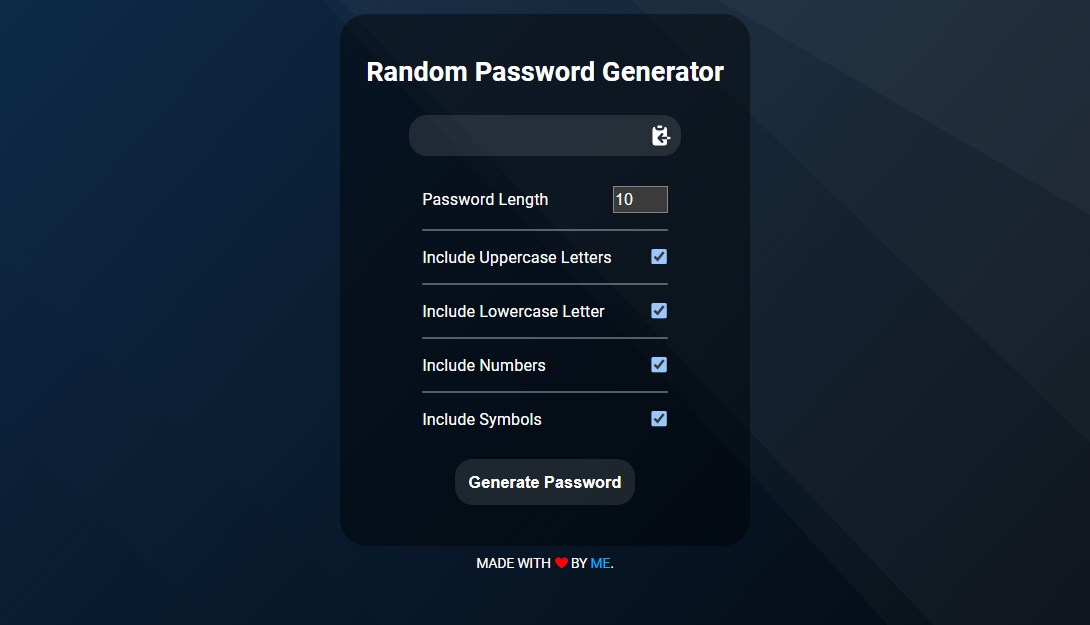 Random Password Generator
Password Length 10
Include Uppercase Letters
Include Lowercase Letter
Include Numbers
Include Symbols
Generate Password
MADE WITH ❤ BY ME.